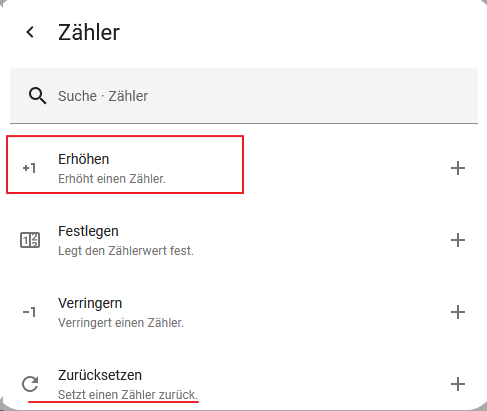 Zähler
Suche · Zähler
+1 Erhöhen
Erhöht einen Zähler.
Festlegen
Legt den Zählerwert fest.
−1 Verringern
Verringert einen Zähler.
Zurücksetzen
Setzt einen Zähler zurück.